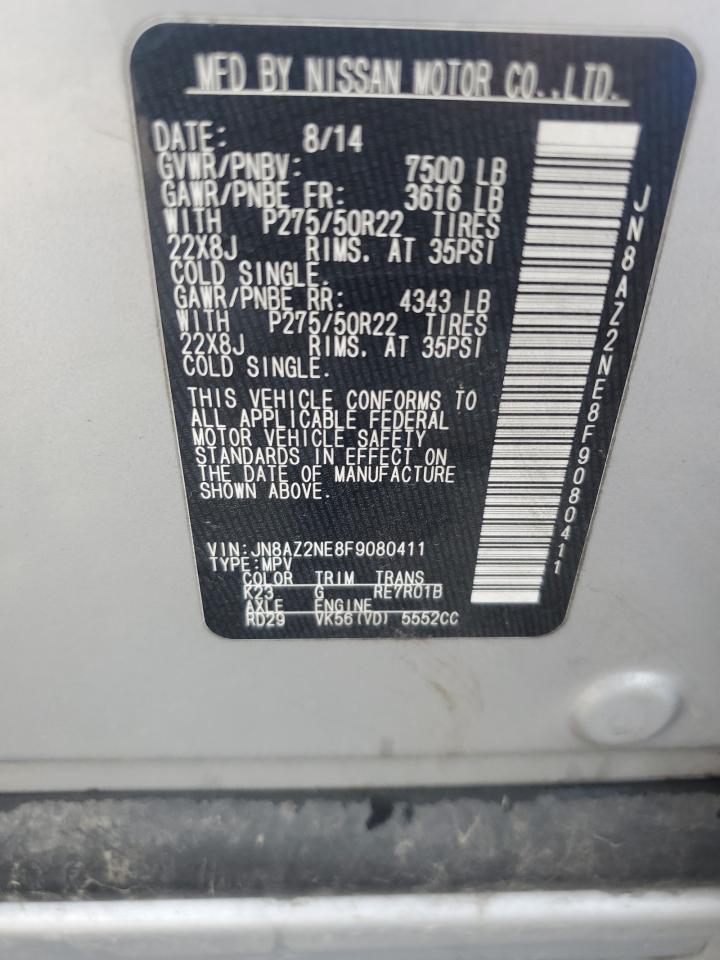 MFD BY NISSAN MOTOR CO.,LTD.
DATE: 8/14
GVWR/PNBV: 7500 LB
GAWR/PNBE FR: 3616 LB
WITH P275/50R22 TIRES
22X8J RIMS. AT 35PSI
COLD SINGLE.
GAWR/PNBE RR: 4343 LB
WITH P275/50R22 TIRES
22X8J RIMS. AT 35PSI
COLD SINGLE.
THIS VEHICLE CONFORMS TO
ALL APPLICABLE FEDERAL
MOTOR VEHICLE SAFETY
STANDARDS IN EFFECT ON
THE DATE OF MANUFACTURE
SHOWN ABOVE.
VIN:JN8AZ2NE8F9080411
TYPE:MPV
COLOR TRIM TRANS
K23 G RE7R01B
AXLE ENGINE
RD29 VK56(VD) 5552CC
JN8AZ2NE8F9080411